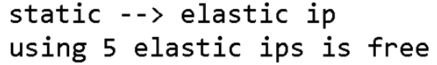 static --> elastic ip
using 5 elastic ips is free